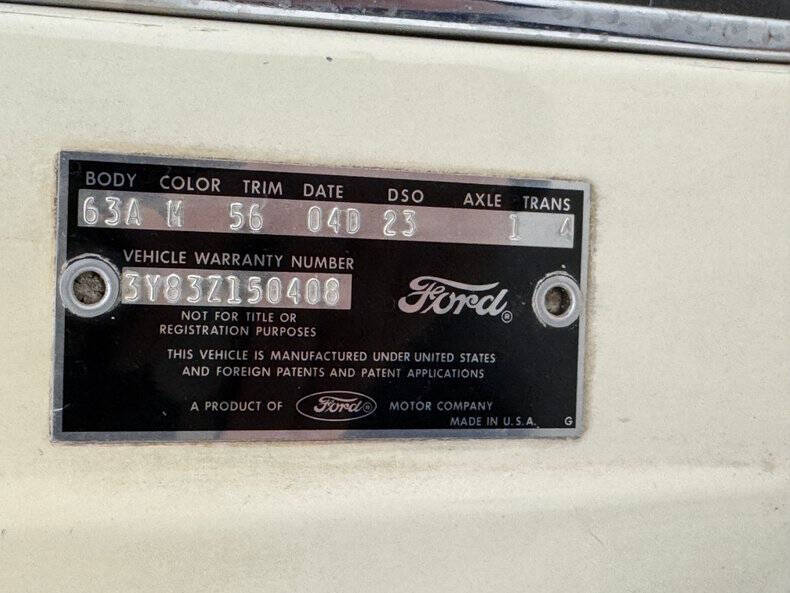 BODY COLOR TRIM DATE DSO AXLE TRANS
63A M 56 04D 23 1 4
VEHICLE WARRANTY NUMBER
3Y83Z150408
Ford®
NOT FOR TITLE OR
REGISTRATION PURPOSES
THIS VEHICLE IS MANUFACTURED UNDER UNITED STATES
AND FOREIGN PATENTS AND PATENT APPLICATIONS
A PRODUCT OF Ford® MOTOR COMPANY
MADE IN U.S.A. G